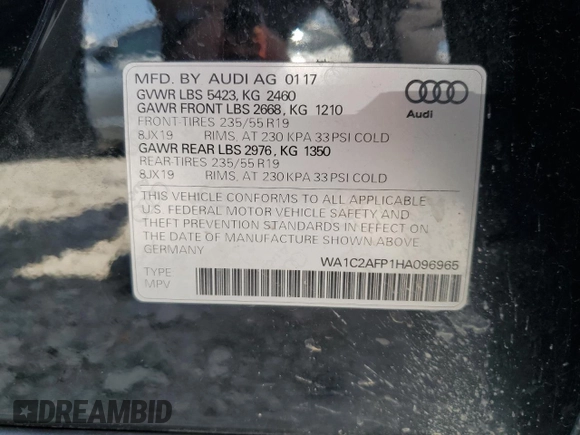 MFD. BY AUDI AG 01 17
GVWR LBS 5423, KG 2460
GAWR FRONT LBS 2668, KG 1210
FRONT TIRES 235/55 R19
8JX19 RIMS, AT 230 KPA 33 PSI COLD
GAWR REAR LBS 2976, KG 1350
REAR TIRES 235/55 R19
8JX19 RIMS, AT 230 KPA 33 PSI COLD
Audi
THIS VEHICLE CONFORMS TO ALL APPLICABLE
U.S. FEDERAL MOTOR VEHICLE SAFETY AND
THEFT PREVENTION STANDARDS IN EFFECT ON
THE DATE OF MANUFACTURE SHOWN ABOVE
GERMANY
WA1C2AFP1HA096965
TYPE
MPV
DREAMBID